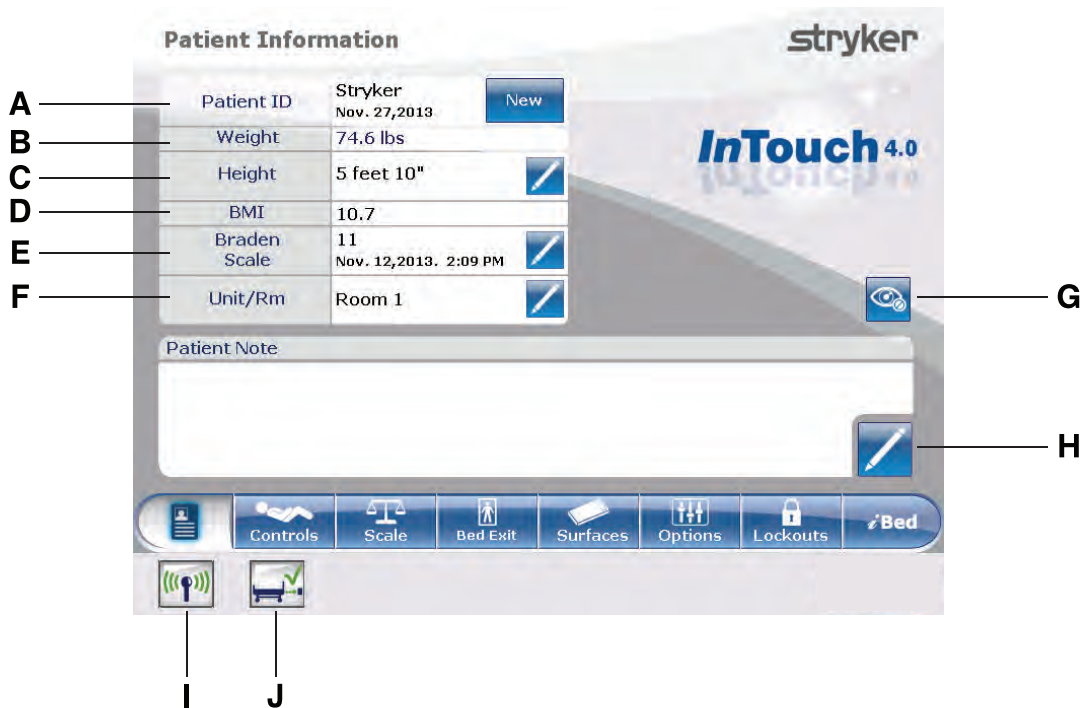 Patient Information
stryker
A
Patient ID
Stryker
Nov. 27,2013
New
B
Weight
74.6 lbs
InTouch 4.0
C
Height
5 feet 10"
D
BMI
10.7
E
Braden
Scale
11
Nov. 12,2013. 2:09 PM
F
Unit/Rm
Room 1
G
Patient Note
H
Controls
Scale
Bed Exit
Surfaces
Options
Lockouts
iBed
I
J